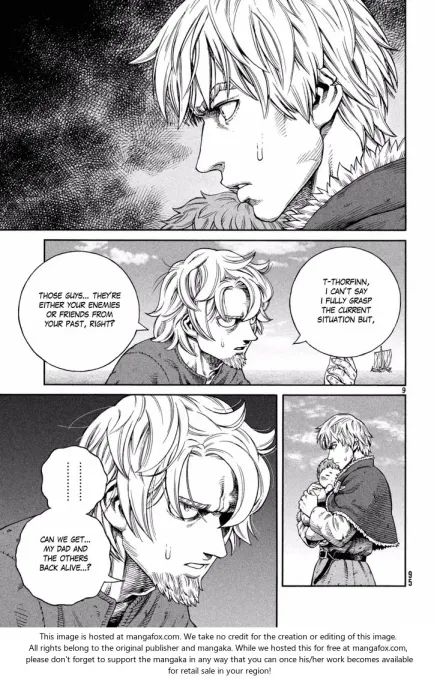 T-THORFINN,
I CAN'T SAY
I FULLY GRASP
THE CURRENT
SITUATION BUT,
THOSE GUYS... THEY'RE
EITHER YOUR ENEMIES
OR FRIENDS FROM
YOUR PAST, RIGHT?
9
CAN WE GET...
MY DAD AND
THE OTHERS
BACK ALIVE...?
This image is hosted at mangafox.com. We take no credit for the creation or editing of this image.
All rights belong to the original publisher and mangaka. While we hosted this for free at mangafox.com,
please don't forget to support the mangaka in any way that you can once his/her work becomes available
for retail sale in your region!